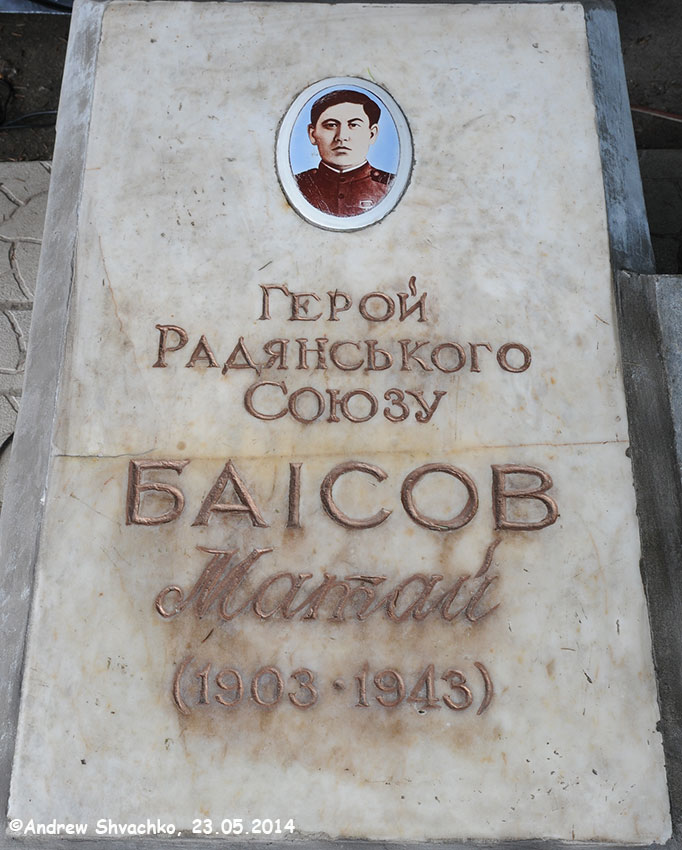 Герой
Радянського
Союзу
БАІСОВ
Матай
(1903·1943)
©Andrew Shvachko, 23.05.2014